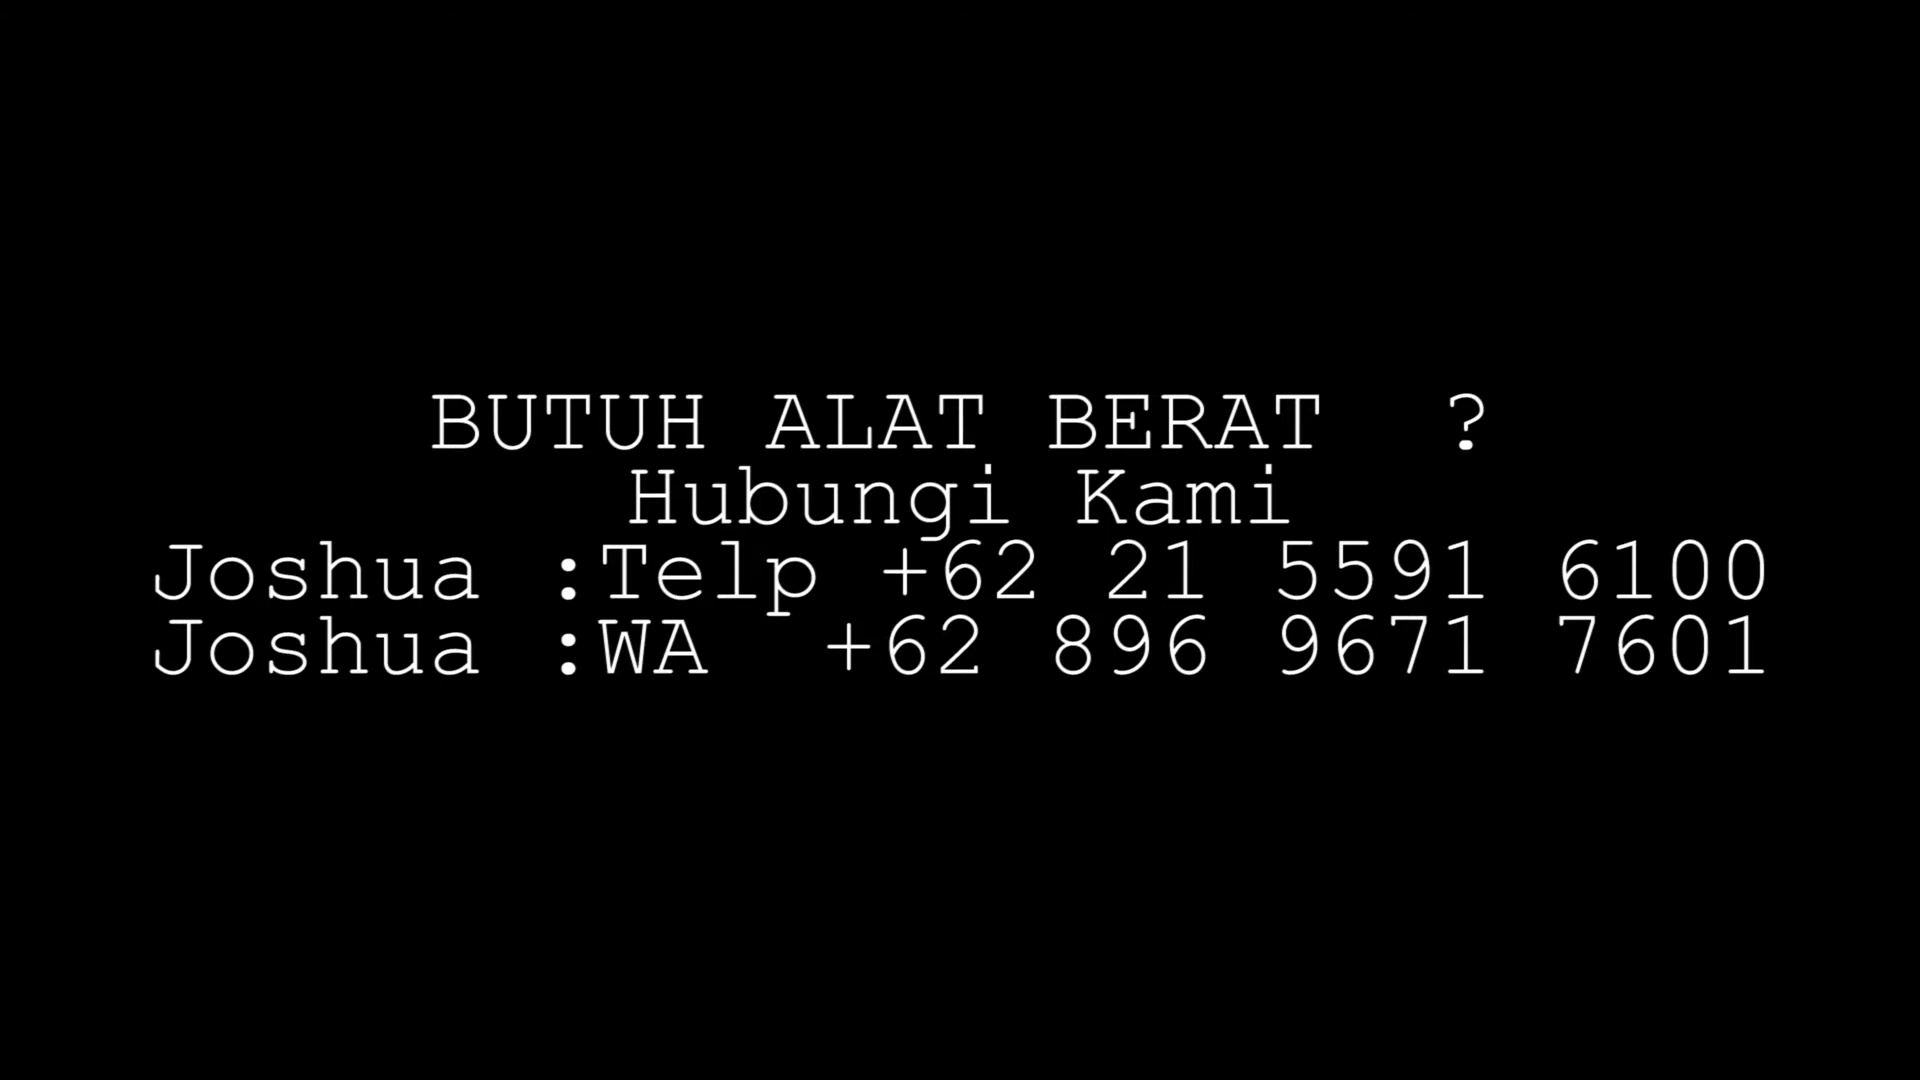 BUTUH ALAT BERAT  ?
Hubungi Kami
Joshua :Telp +62 21 5591 6100
Joshua :WA  +62 896 9671 7601